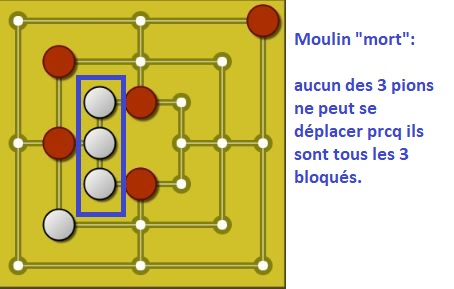 Moulin "mort":
aucun des 3 pions
ne peut se
déplacer prcq ils
sont tous les 3
bloqués.